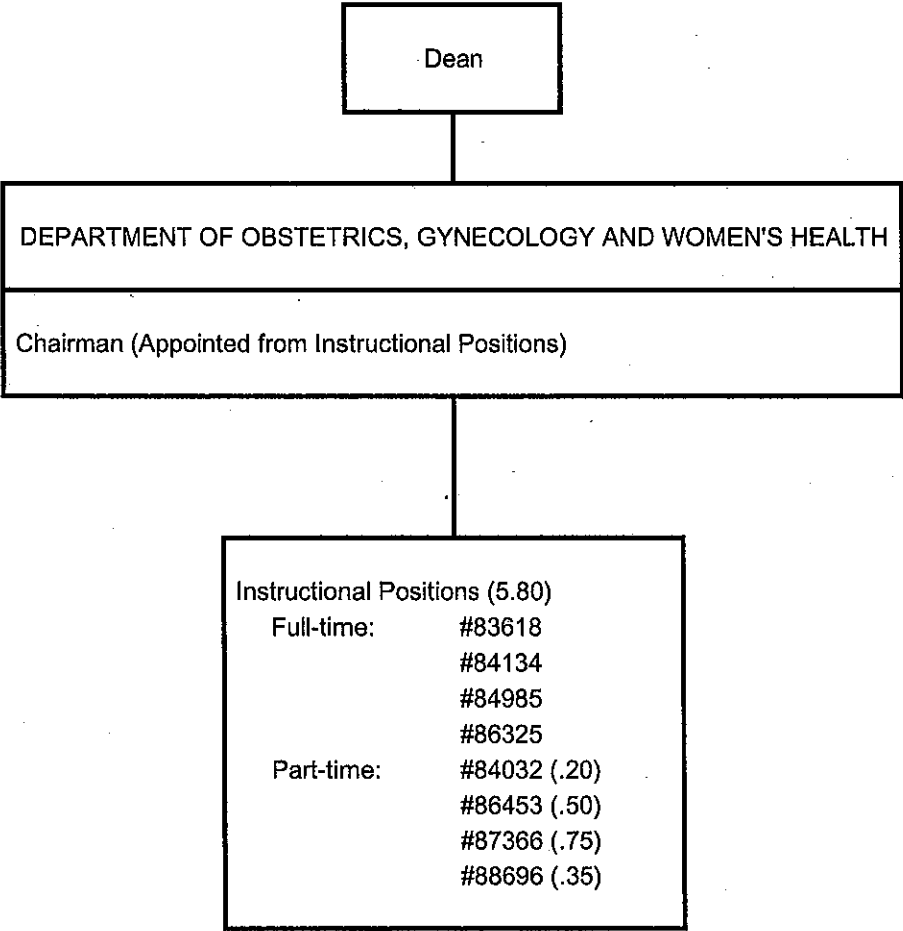 Dean
DEPARTMENT OF OBSTETRICS, GYNECOLOGY AND WOMEN'S HEALTH
Chairman (Appointed from Instructional Positions)
Instructional Positions (5.80)
Full-time: #83618
#84134
#84985
#86325
Part-time: #84032 (.20)
#86453 (.50)
#87366 (.75)
#88696 (.35)